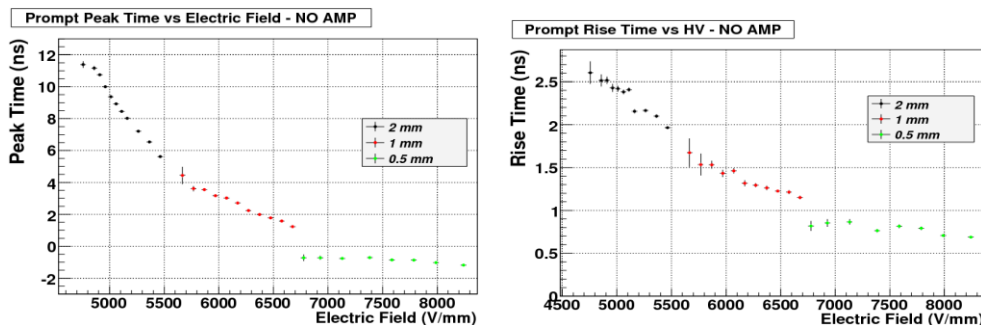 Prompt Peak Time vs Electric Field - NO AMP
Peak Time (ns)
12
10
8
6
4
2
0
-2
2 mm
1 mm
0.5 mm
5000 5500 6000 6500 7000 7500 8000
Electric Field (V/mm)
Prompt Rise Time vs HV - NO AMP
Rise Time (ns)
2.5
2
1.5
1
0.5
0
2 mm
1 mm
0.5 mm
4500 5000 5500 6000 6500 7000 7500 8000
Electric Field (V/mm)